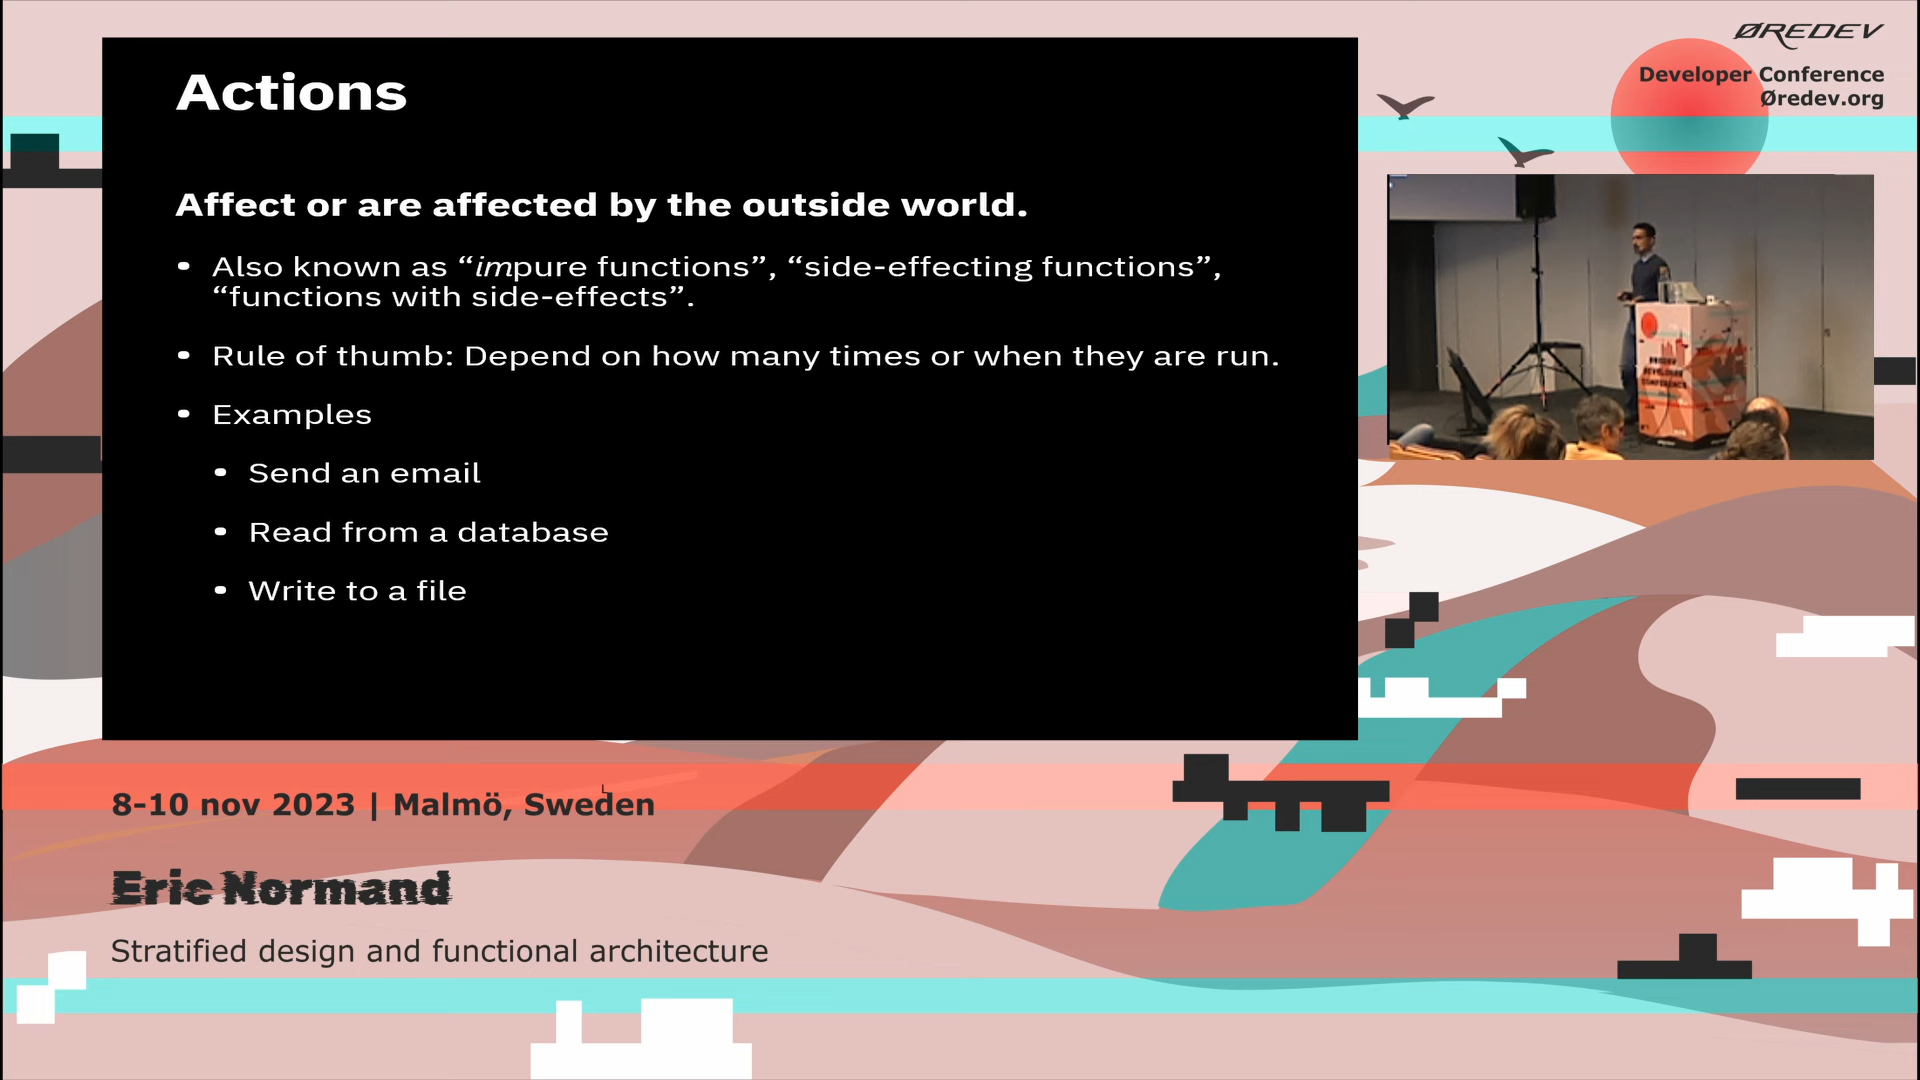 Actions
Affect or are affected by the outside world.
• Also known as “impure functions”, “side-effecting functions”,
“functions with side-effects”.
• Rule of thumb: Depend on how many times or when they are run.
• Examples
• Send an email
• Read from a database
• Write to a file
ØREDEV
Developer Conference
Øredev.org
ØREDEV
DEVELOPER
CONFERENCE
8-10 nov 2023 | Malmö, Sweden
Eric Normand
Stratified design and functional architecture